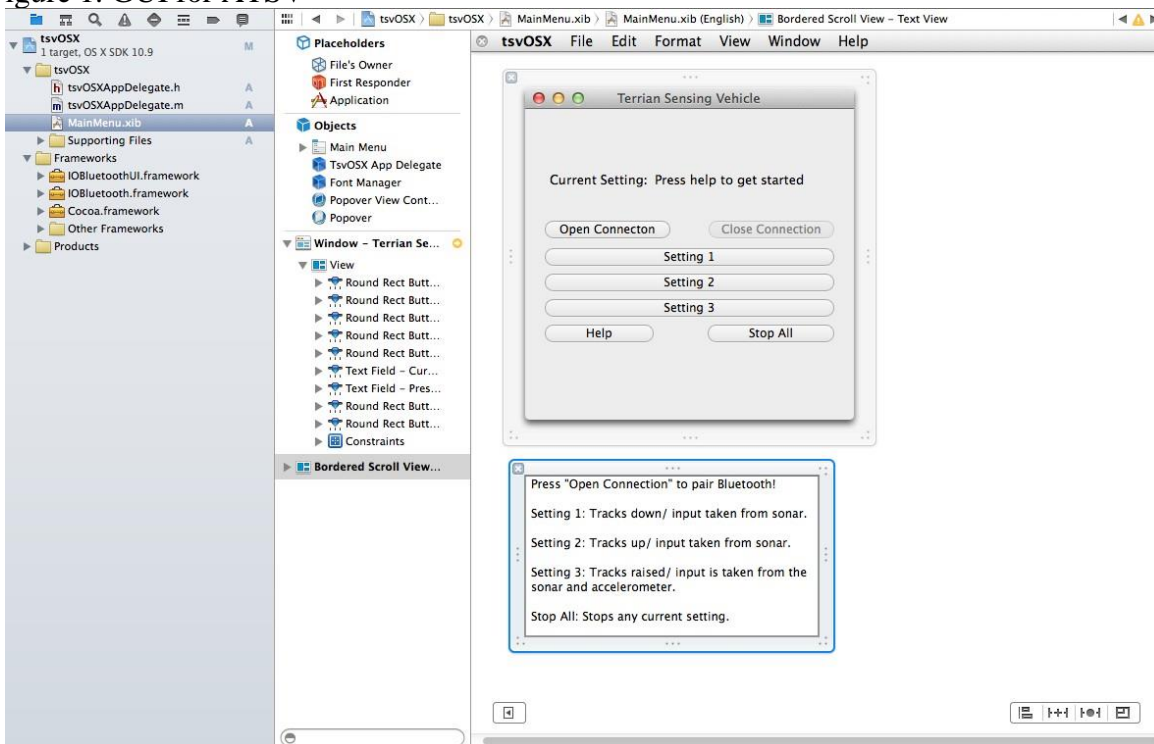 igure 1: GUI for ATSV
tsvOSX
1 target, OS X SDK 10.9
M
tsvOSX
h tsvOSXAppDelegate.h A
m tsvOSXAppDelegate.m A
MainMenu.xib A
Supporting Files A
Frameworks
IOBluetoothUI.framework
IOBluetooth.framework
Cocoa.framework
Other Frameworks
Products
tsvOSX tsvOSX MainMenu.xib MainMenu.xib (English) Bordered Scroll View – Text View
Placeholders
File's Owner
First Responder
Application
Objects
Main Menu
TsvOSX App Delegate
Font Manager
Popover View Cont...
Popover
Window – Terrian Se...
View
Round Rect Butt...
Round Rect Butt...
Round Rect Butt...
Round Rect Butt...
Round Rect Butt...
Text Field – Cur...
Text Field – Pres...
Round Rect Butt...
Round Rect Butt...
Constraints
Bordered Scroll View...
tsvOSX File Edit Format View Window Help
Terrian Sensing Vehicle
Current Setting: Press help to get started
Open Connecton Close Connection
Setting 1
Setting 2
Setting 3
Help Stop All
Press "Open Connection" to pair Bluetooth!
Setting 1: Tracks down/ input taken from sonar.
Setting 2: Tracks up/ input taken from sonar.
Setting 3: Tracks raised/ input is taken from the
sonar and accelerometer.
Stop All: Stops any current setting.